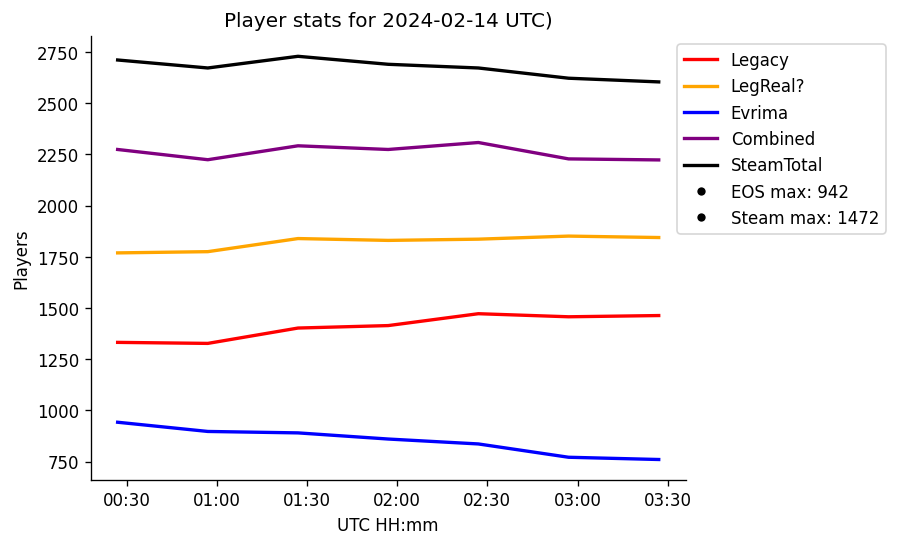 Player stats for 2024-02-14 UTC)
Legacy
LegReal?
Evrima
Combined
SteamTotal
EOS max: 942
Steam max: 1472
Players
2750
2500
2250
2000
1750
1500
1250
1000
750
00:30 01:00 01:30 02:00 02:30 03:00 03:30
UTC HH:mm